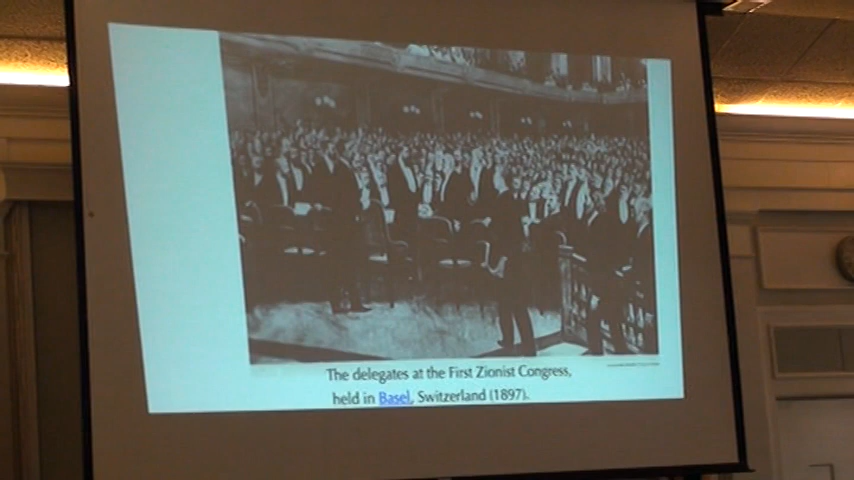 The delegates at the First Zionist Congress,
held in Basel, Switzerland (1897).